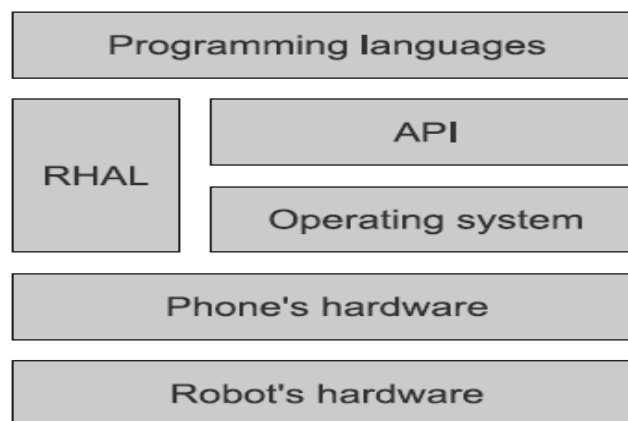 Programming languages
API
RHAL
Operating system
Phone's hardware
Robot's hardware